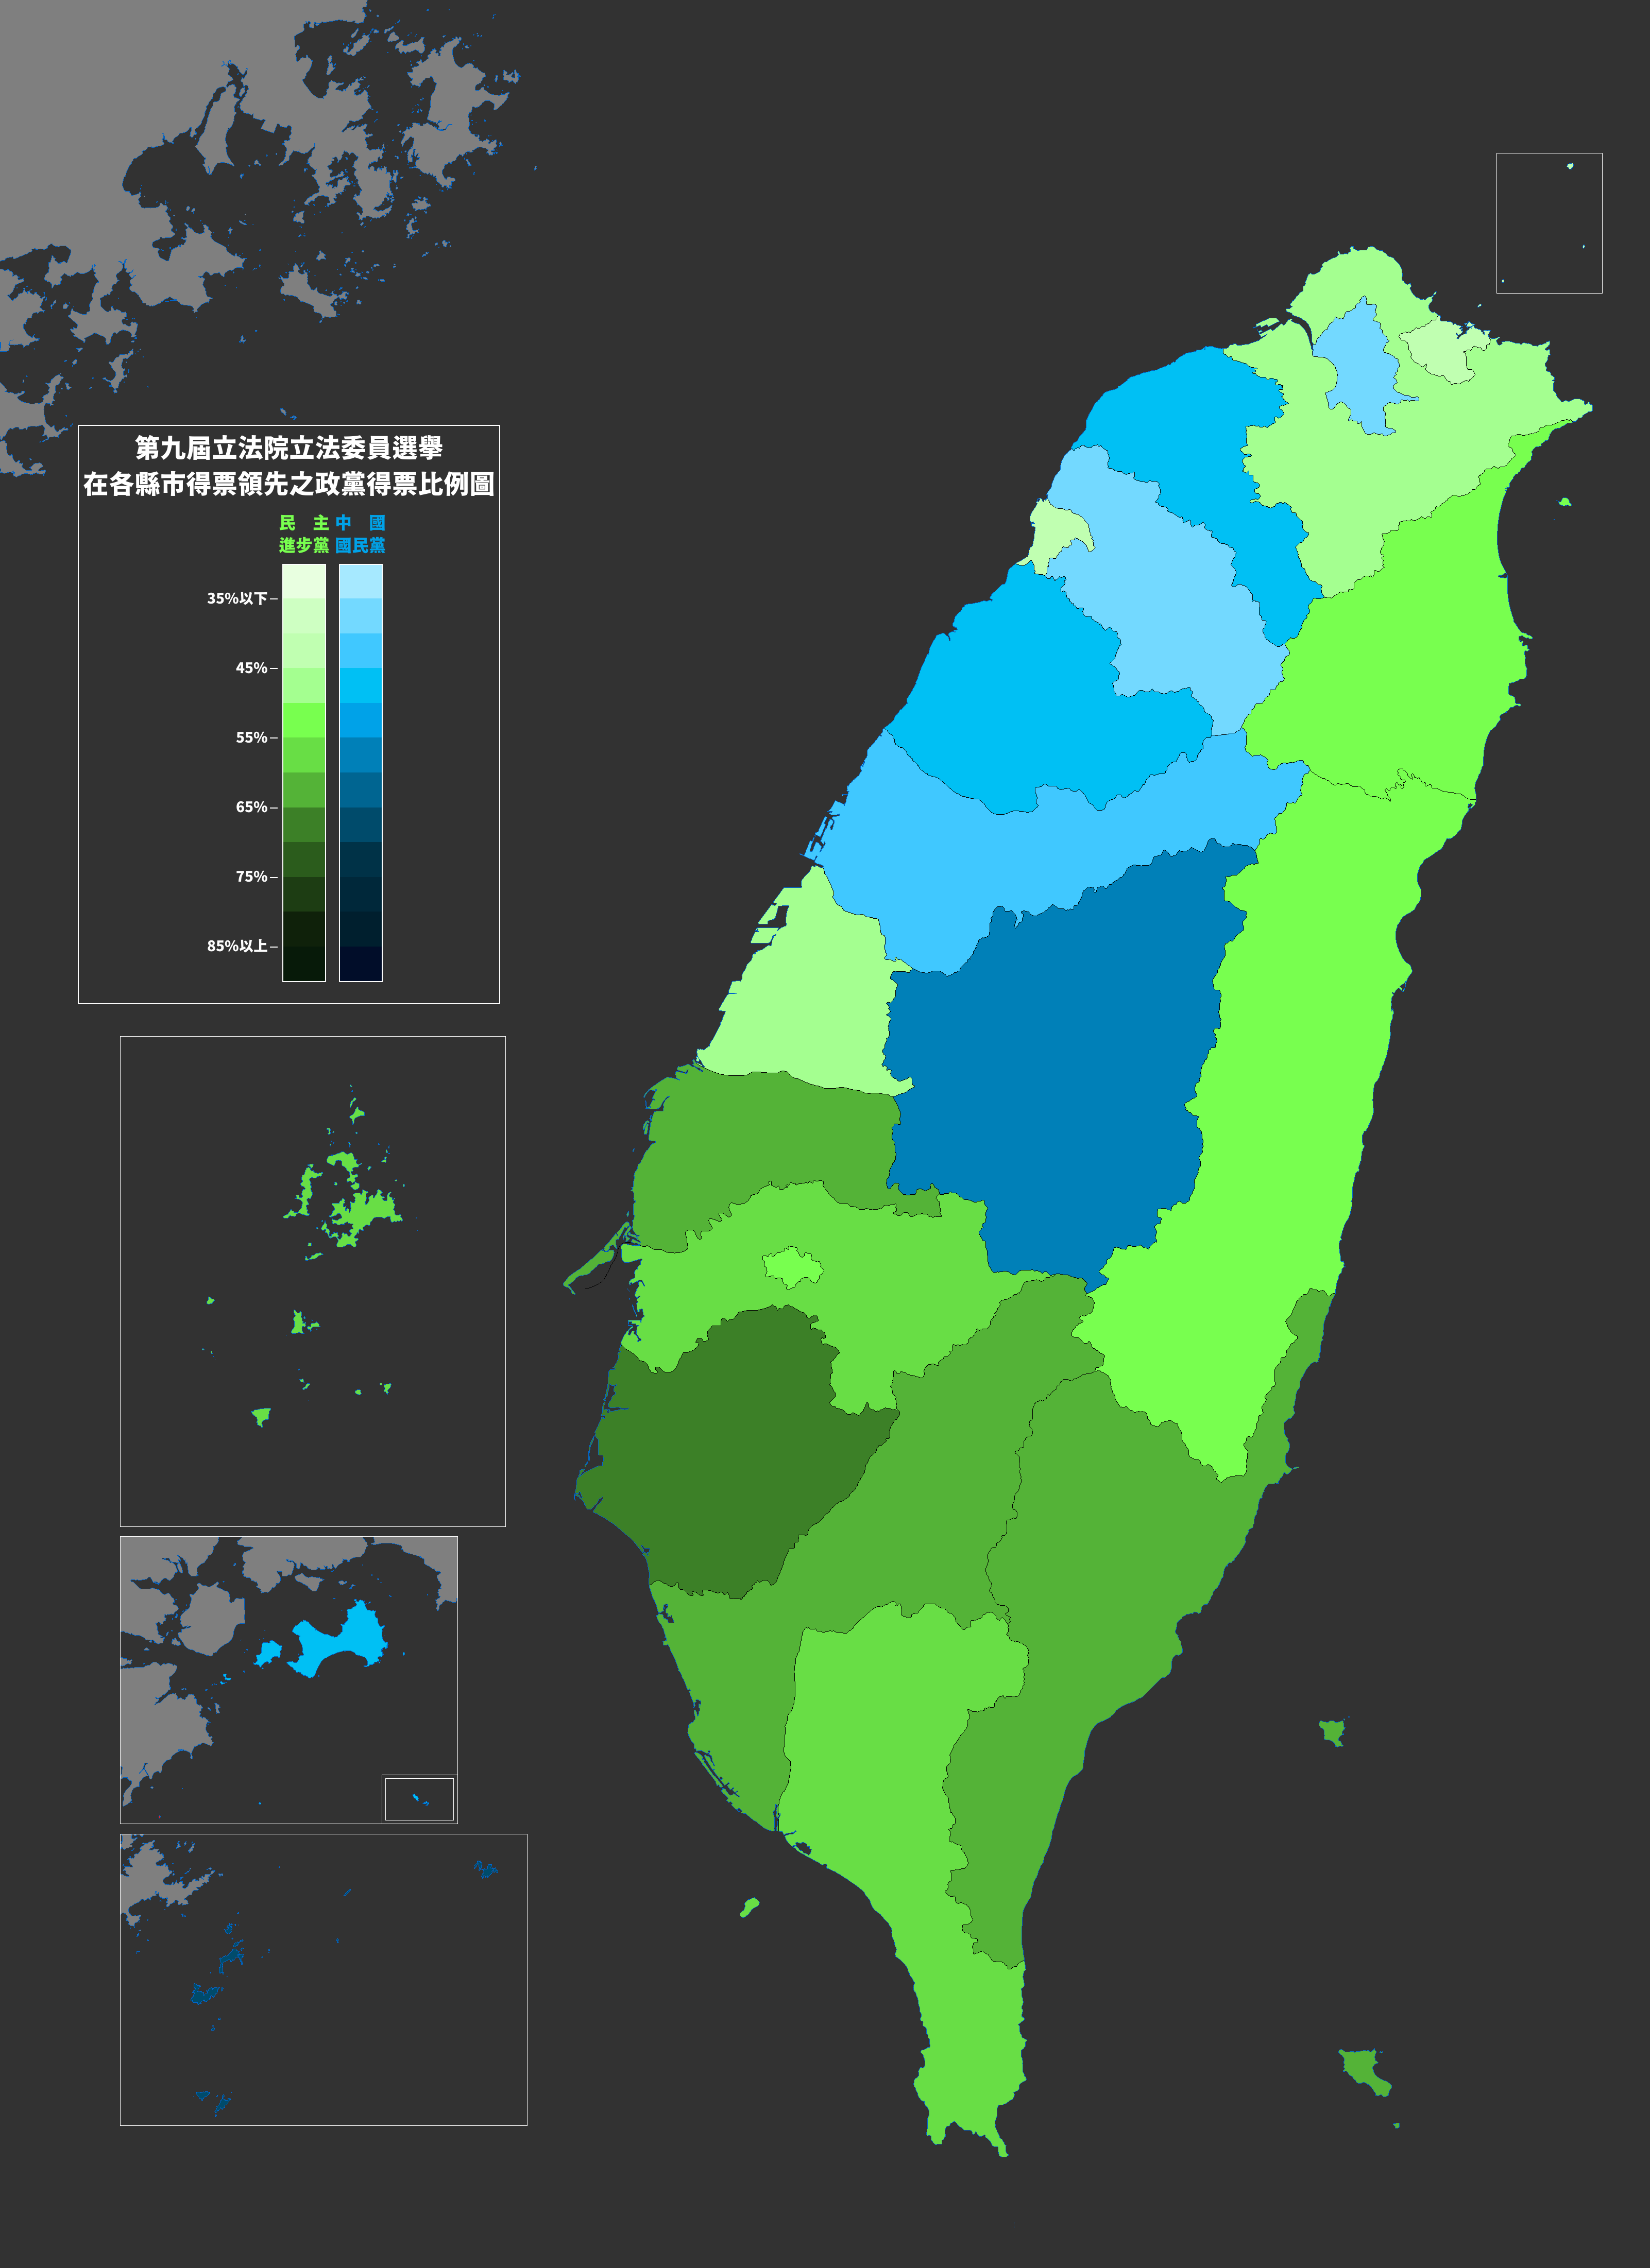 第九屆立法院立法委員選舉
在各縣市得票領先之政黨得票比例圖
民 主 中 國
進步黨 國民黨
35%以下
45%
55%
65%
75%
85%以上